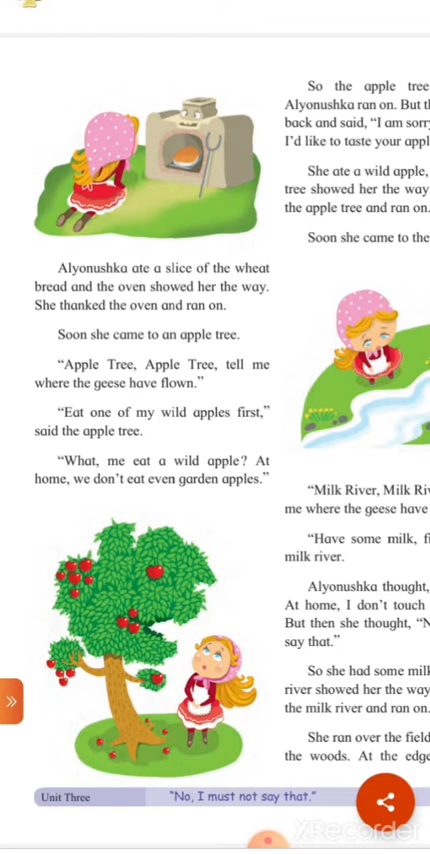 Alyonushka ate a slice of the wheat
bread and the oven showed her the way.
She thanked the oven and ran on.
Soon she came to an apple tree.
“Apple Tree, Apple Tree, tell me
where the geese have flown.”
“Eat one of my wild apples first,”
said the apple tree.
“What, me eat a wild apple? At
home, we don’t eat even garden apples.”
So the apple tree
Alyonushka ran on. But
back and said, “I am
I’d like to taste your
She ate a wild apple,
tree showed her the way
the apple tree and ran on.
Soon she came to the
“Milk River, Milk
me where the geese have
“Have some milk,
milk river.
Alyonushka thought,
At home, I don’t touch
But then she thought,
say that.”
So she had some
river showed her the way
the milk river and ran on.
She ran over the
the woods. At the
Unit Three
“No, I must not say that.”
XRecorder